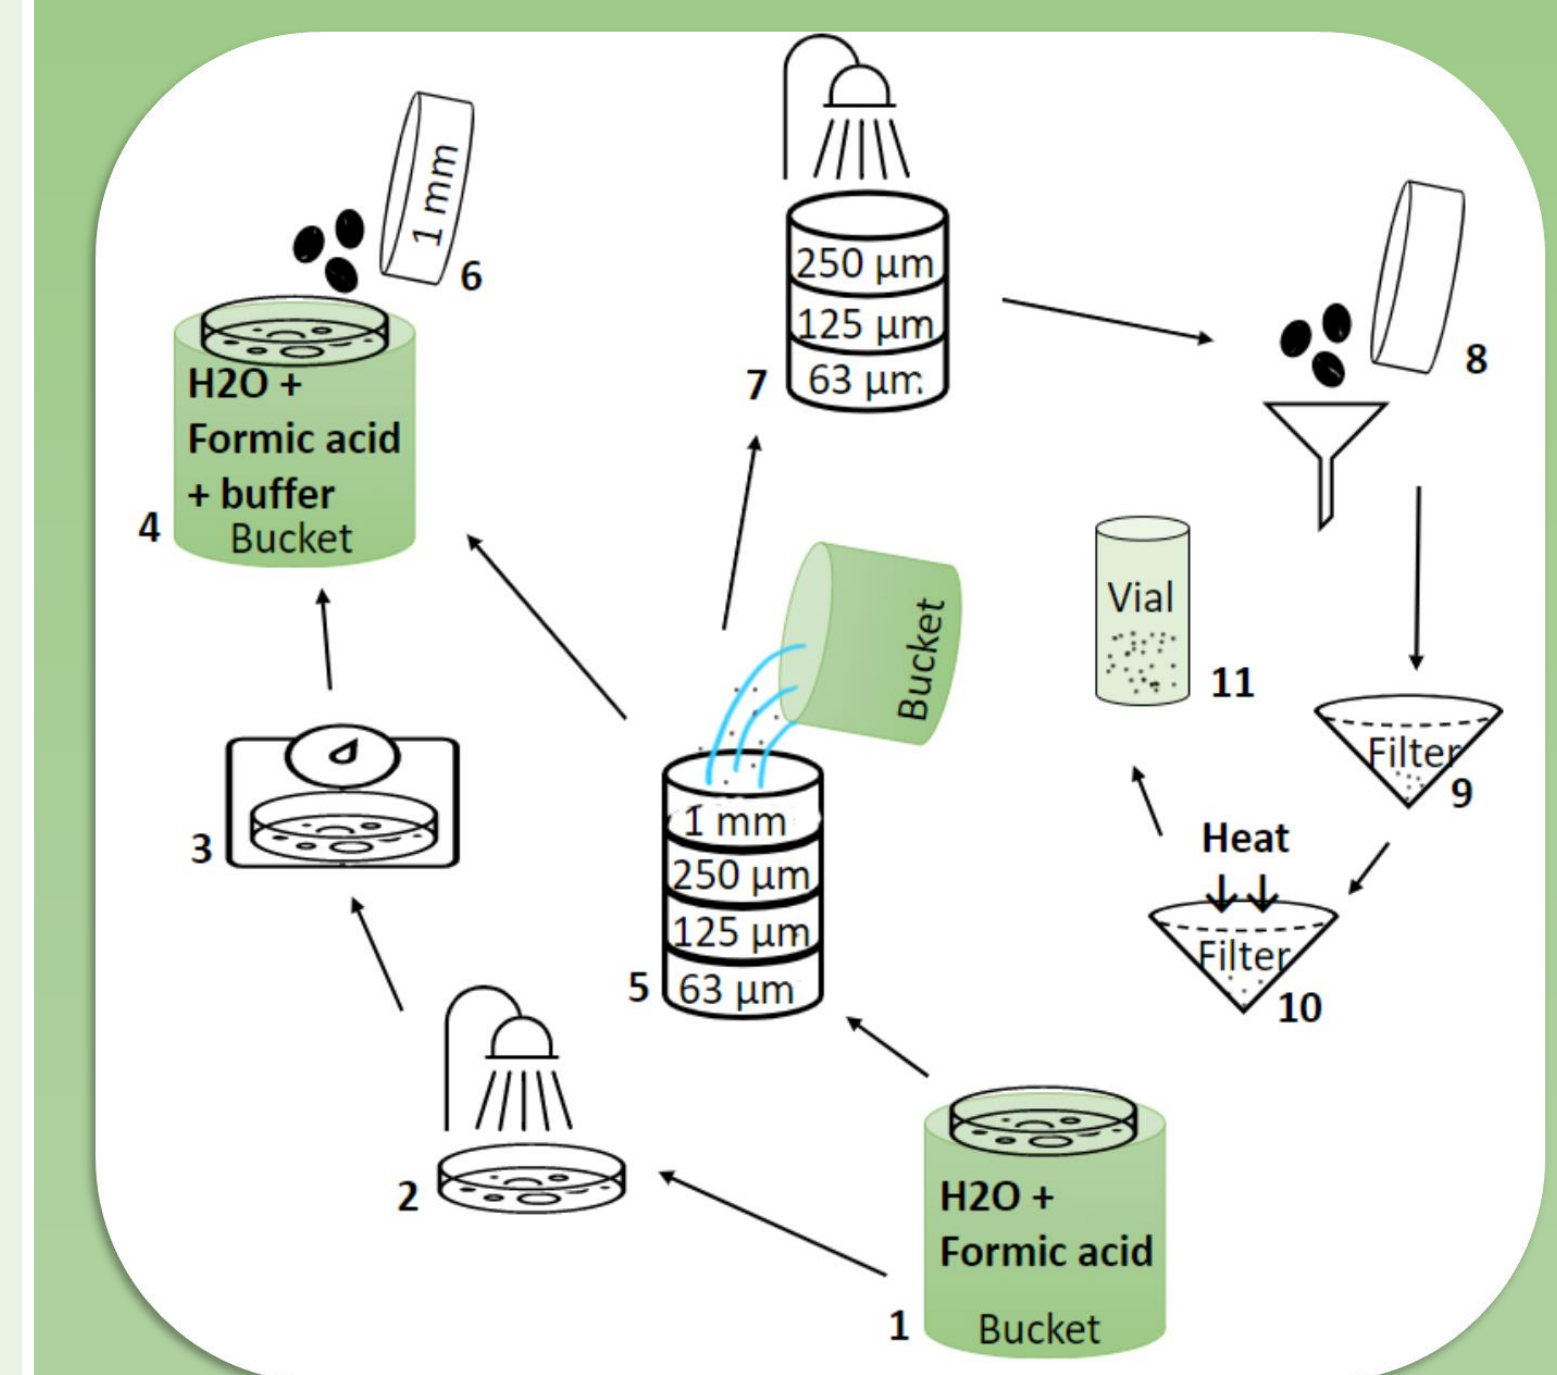 1 mm
6
H2O +
Formic acid
+ buffer
Bucket
4
250 µm
125 µm
63 µm
7
8
Bucket
Vial
11
3
1 mm
250 µm
125 µm
63 µm
5
Filter
9
Heat
Filter
10
2
H2O +
Formic acid
Bucket
1